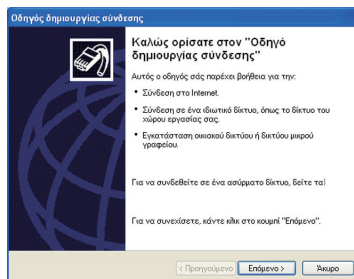 Οδηγός δημιουργίας σύνδεσης
Καλώς ορίσατε στον "Οδηγό
δημιουργίας σύνδεσης"
Αυτός ο οδηγός σάς παρέχει βοήθεια για την:
• Σύνδεση στο Internet.
• Σύνδεση σε ένα ιδιωτικό δίκτυο, όπως το δίκτυο του
χώρου εργασίας σας.
• Εγκατάσταση οικιακού δικτύου ή δικτύου μικρού
γραφείου.
Για να συνδεθείτε σε ένα ασύρματο δίκτυο, δείτε τα
Για να συνεχίσετε, κάντε κλικ στο κουμπί "Επόμενο".
< Προηγούμενο
Επόμενο >
Άκυρο